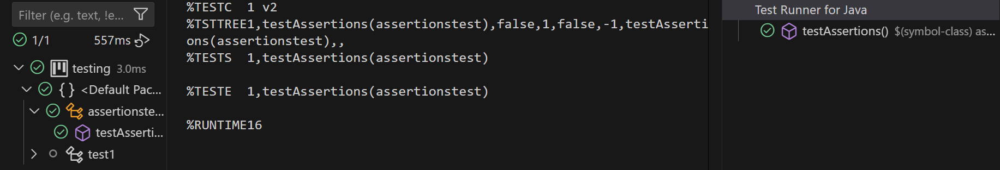 Filter (e.g. text, !e...
1/1 557ms
testing 3.0ms
<Default Pac...
assertionste...
testAsserti...
test1
%TESTC  1 v2
%TSTTREE1,testAssertions(assertionstest),false,1,false,-1,testAsserti
ons(assertionstest),,
%TESTS  1,testAssertions(assertionstest)
%TESTE  1,testAssertions(assertionstest)
%RUNTIME16
Test Runner for Java
testAssertions() $(symbol-class) as...